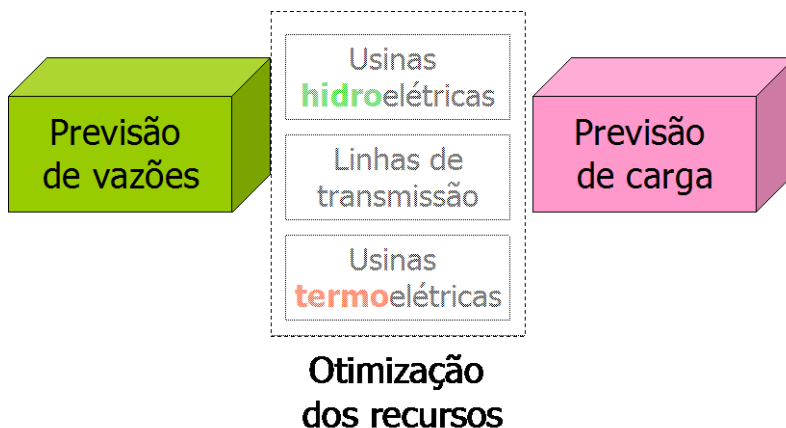 Previsão
de vazões
Usinas
hidroelétricas
Linhas de
transmissão
Usinas
termoelétricas
Previsão
de carga
Otimização
dos recursos